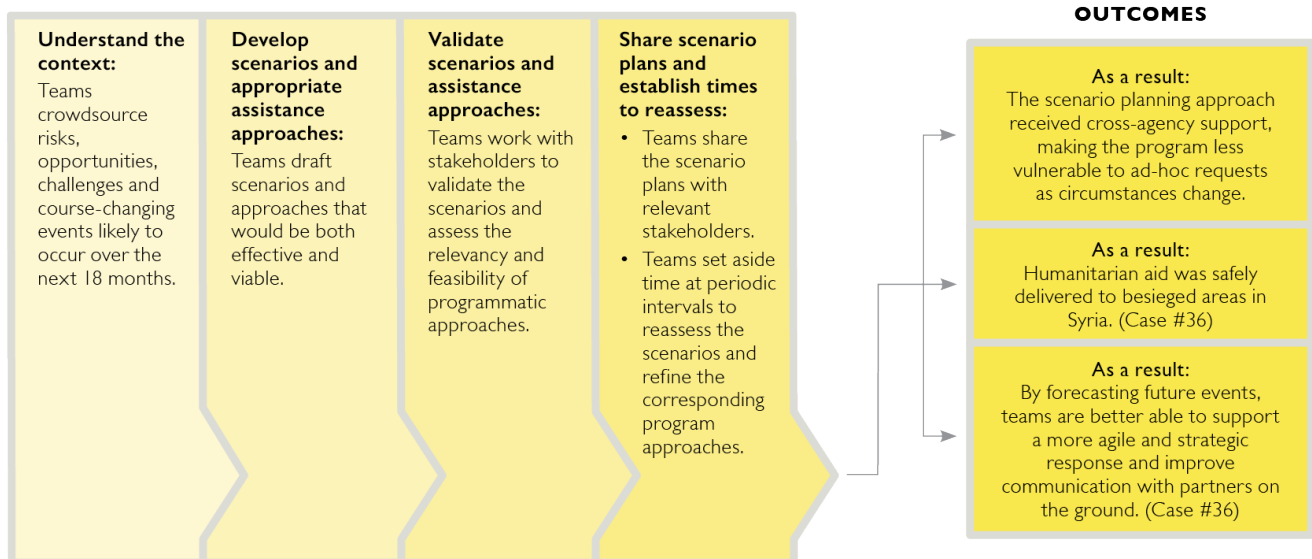 Understand the
context:
Teams
crowdsource
risks,
opportunities,
challenges and
course-changing
events likely to
occur over the
next 18 months.
Develop
scenarios and
appropriate
assistance
approaches:
Teams draft
scenarios and
approaches that
would be both
effective and
viable.
Validate
scenarios and
assistance
approaches:
Teams work with
stakeholders to
validate the
scenarios and
assess the
relevancy and
feasibility of
programmatic
approaches.
Share scenario
plans and
establish times
to reassess:
• Teams share
the scenario
plans with
relevant
stakeholders.
• Teams set aside
time at periodic
intervals to
reassess the
scenarios and
refine the
corresponding
program
approaches.
OUTCOMES
As a result:
The scenario planning approach
received cross-agency support,
making the program less
vulnerable to ad-hoc requests
as circumstances change.
As a result:
Humanitarian aid was safely
delivered to besieged areas in
Syria. (Case #36)
As a result:
By forecasting future events,
teams are better able to support
a more agile and strategic
response and improve
communication with partners on
the ground. (Case #36)